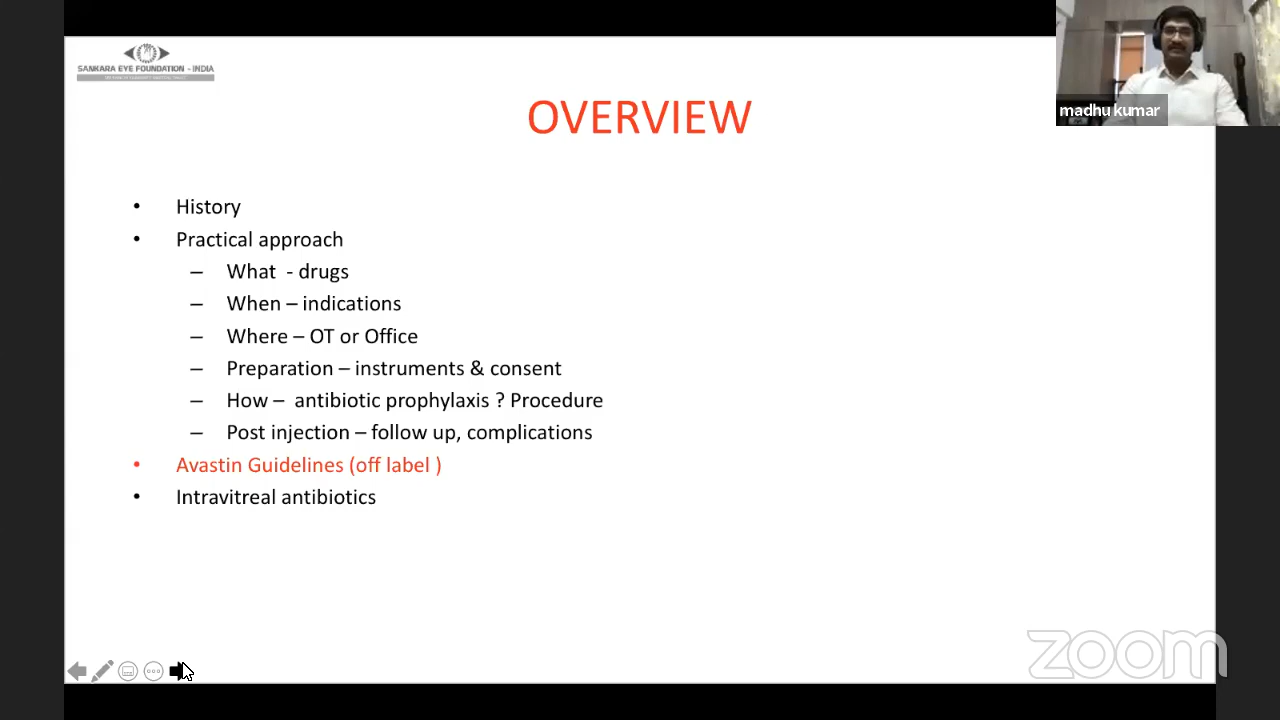 SANKARA EYE FOUNDATION - INDIA
OVERVIEW
madhu kumar
• History
• Practical approach
– What - drugs
– When – indications
– Where – OT or Office
– Preparation – instruments & consent
– How – antibiotic prophylaxis ? Procedure
– Post injection – follow up, complications
• Avastin Guidelines (off label )
• Intravitreal antibiotics
zoom